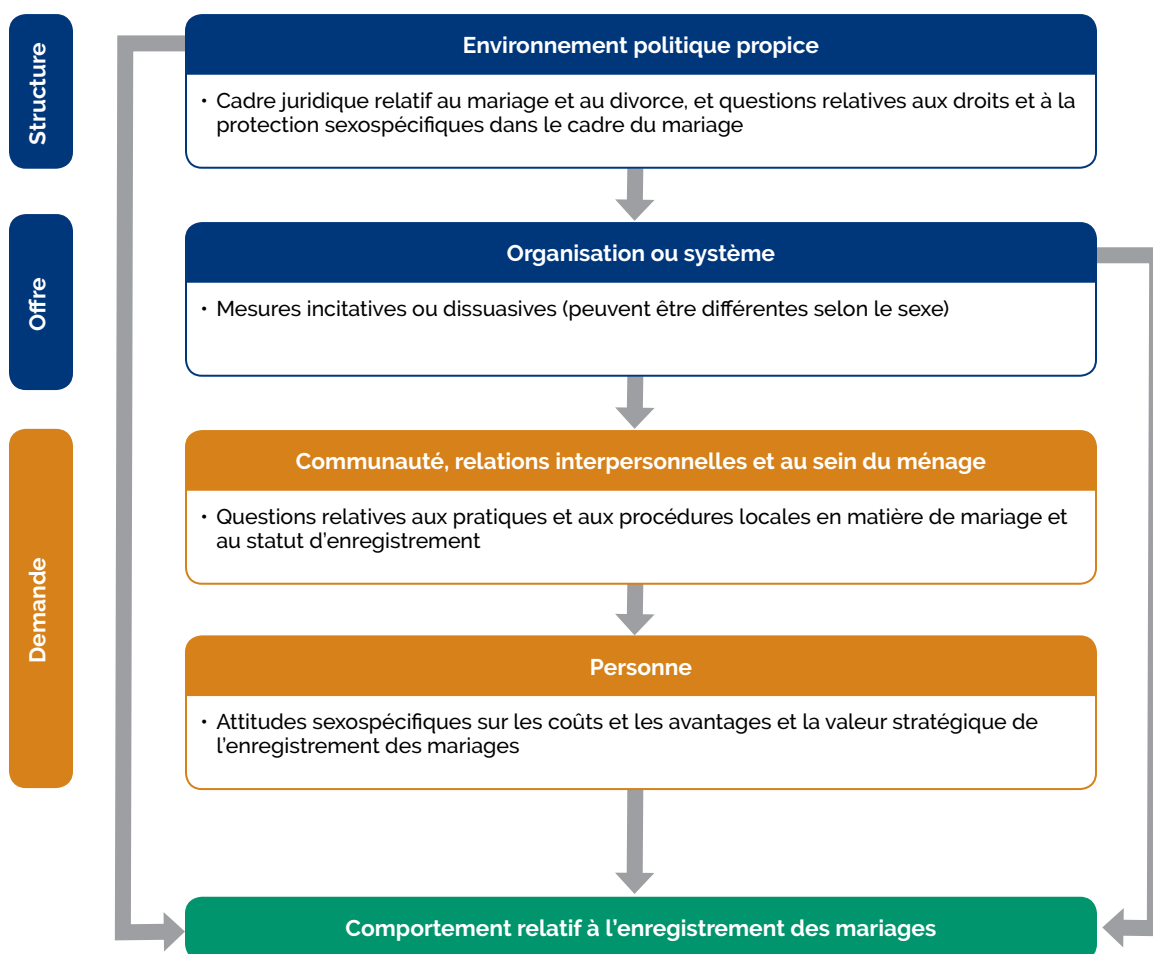 Structure
Environnement politique propice
• Cadre juridique relatif au mariage et au divorce, et questions relatives aux droits et à la
protection sexospécifiques dans le cadre du mariage
Offre
Organisation ou système
• Mesures incitatives ou dissuasives (peuvent être différentes selon le sexe)
Demande
Communauté, relations interpersonnelles et au sein du ménage
• Questions relatives aux pratiques et aux procédures locales en matière de mariage et
au statut d’enregistrement
Personne
• Attitudes sexospécifiques sur les coûts et les avantages et la valeur stratégique de
l’enregistrement des mariages
Comportement relatif à l’enregistrement des mariages